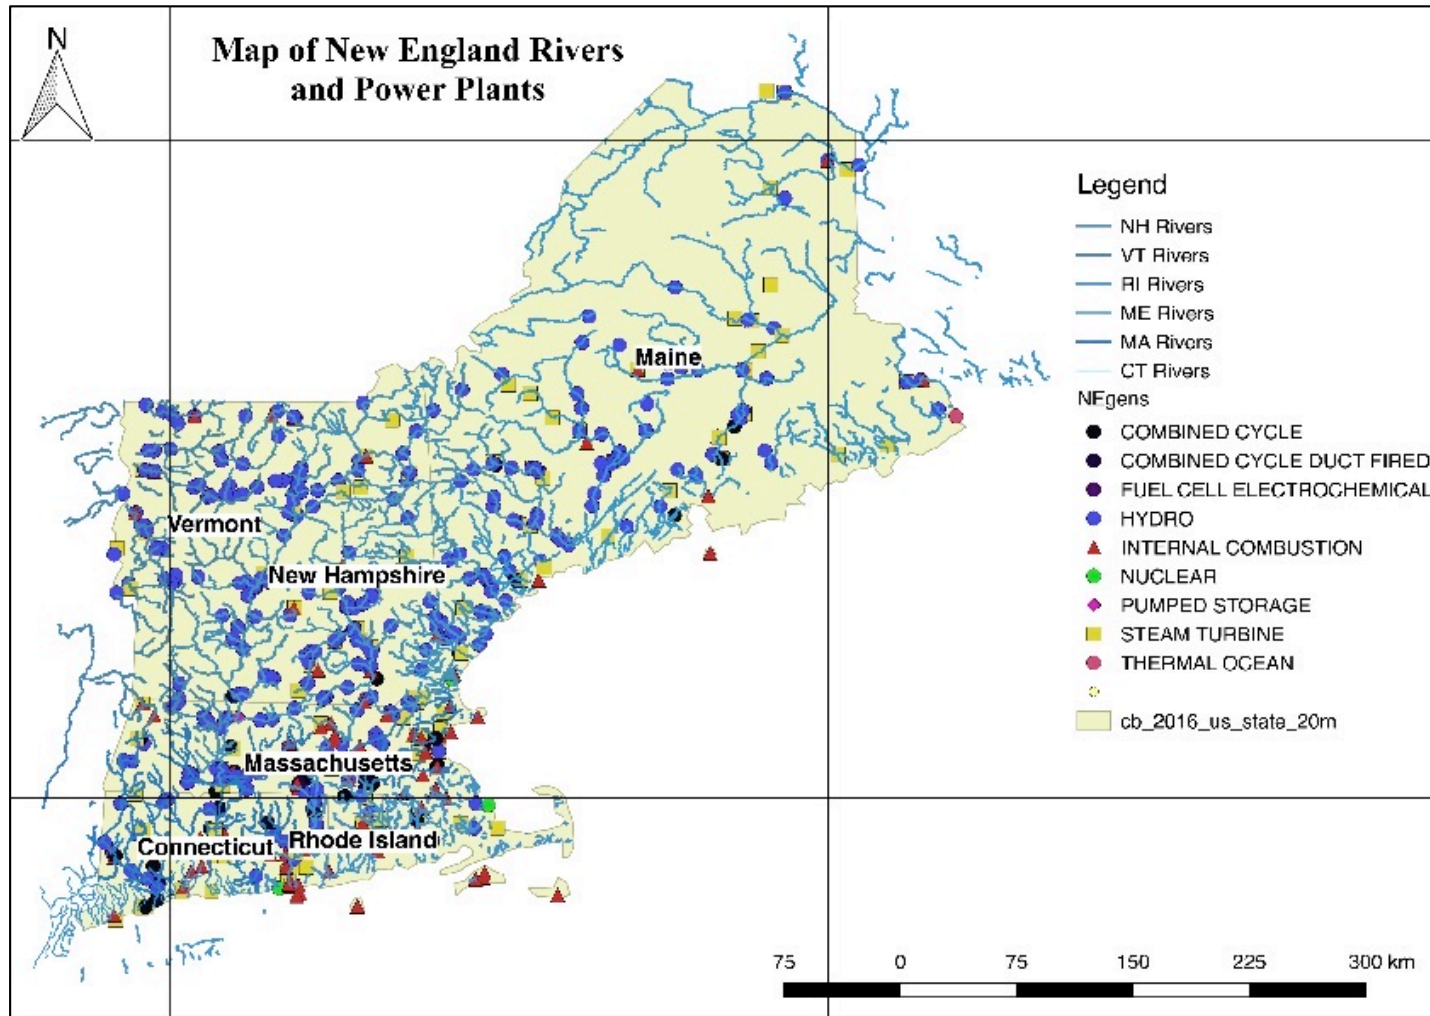 N
Map of New England Rivers
and Power Plants
Legend
NH Rivers
VT Rivers
RI Rivers
ME Rivers
MA Rivers
CT Rivers
NEgens
COMBINED CYCLE
COMBINED CYCLE DUCT FIRED
FUEL CELL ELECTROCHEMICAL
HYDRO
INTERNAL COMBUSTION
NUCLEAR
PUMPED STORAGE
STEAM TURBINE
THERMAL OCEAN
cb_2016_us_state_20m
Maine
Vermont
New Hampshire
Massachusetts
Connecticut
Rhode Island
75 0 75 150 225 300 km